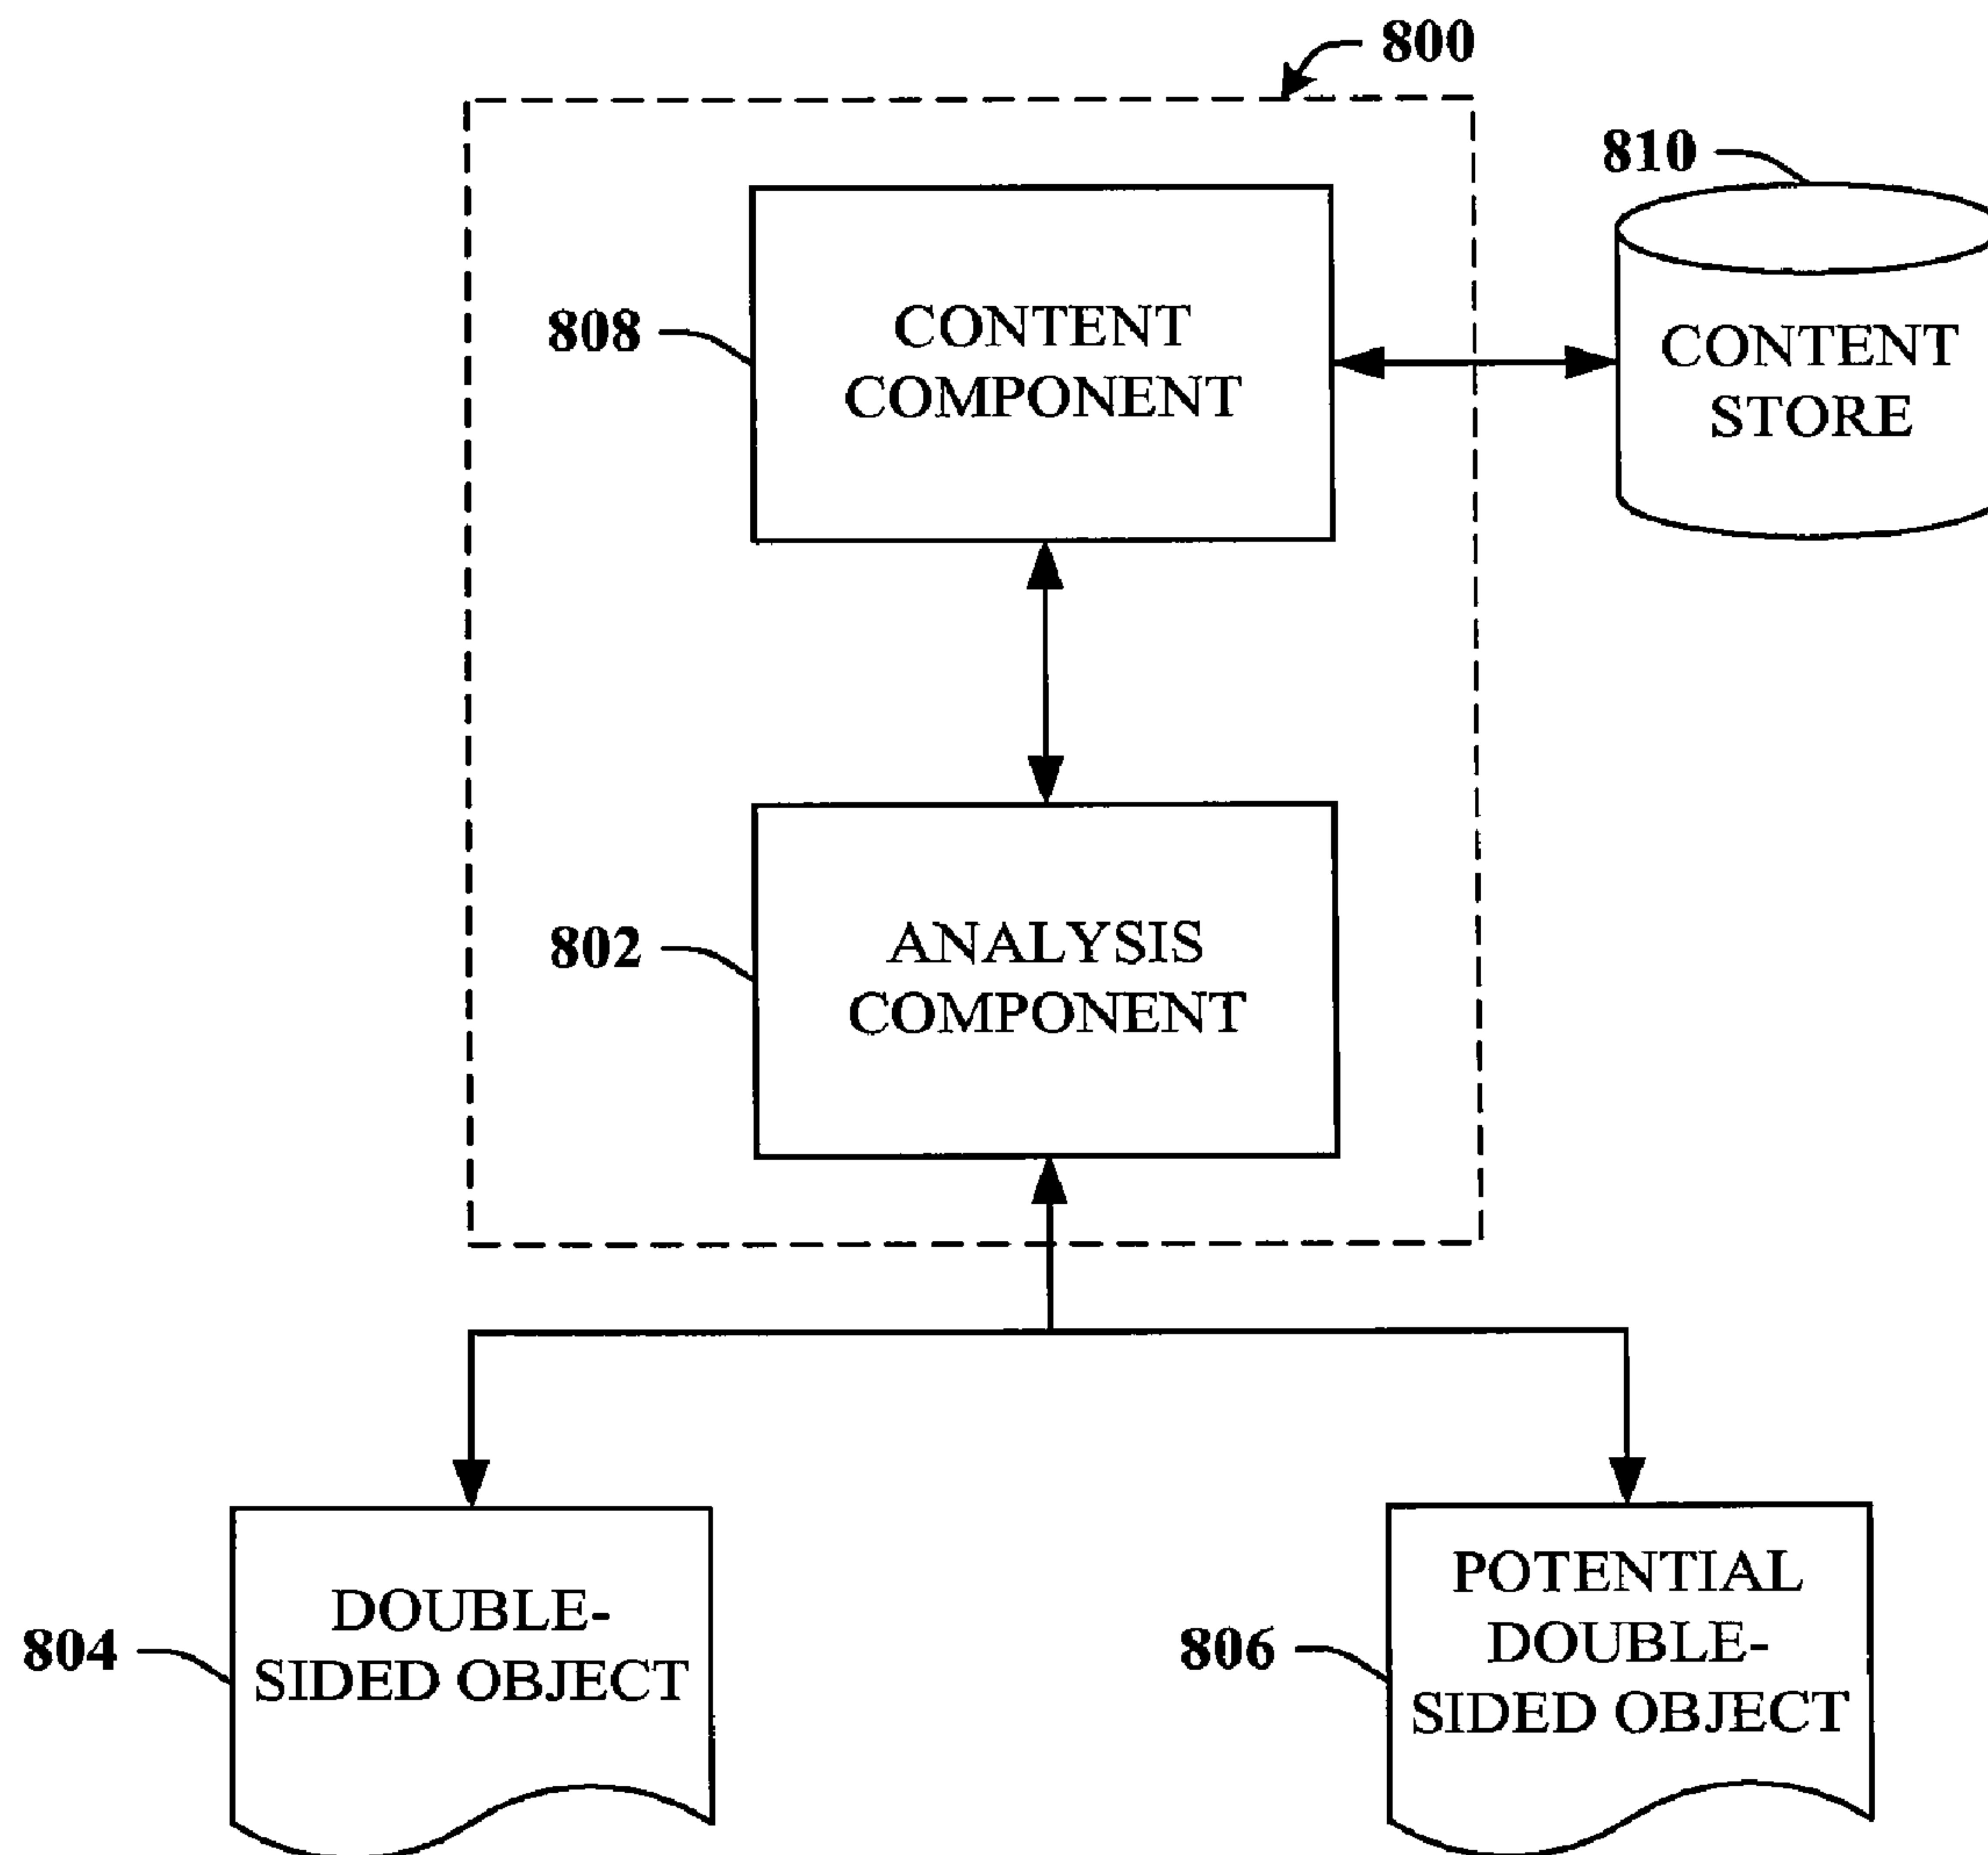 800
810
808
CONTENT
COMPONENT
CONTENT
STORE
802
ANALYSIS
COMPONENT
804
DOUBLE-
SIDED OBJECT
806
POTENTIAL
DOUBLE-
SIDED OBJECT